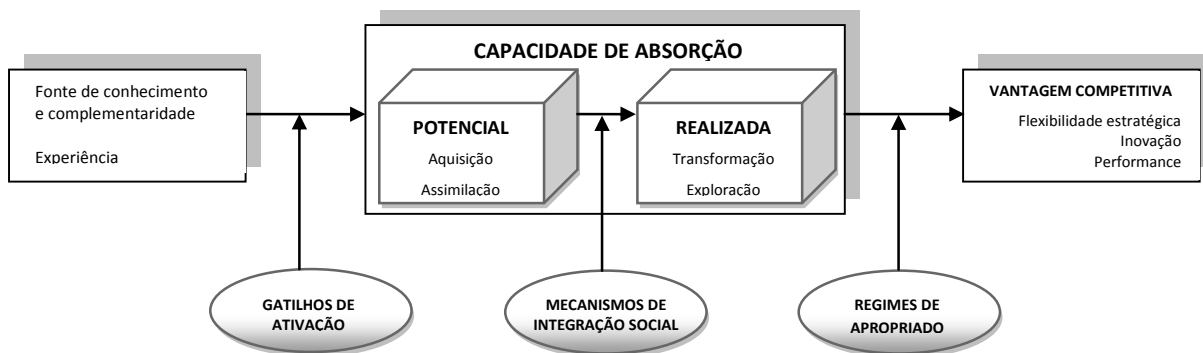 CAPACIDADE DE ABSORÇÃO
Fonte de conhecimento
e complementaridade
Experiência
POTENCIAL
Aquisição
Assimilação
REALIZADA
Transformação
Exploração
VANTAGEM COMPETITIVA
Flexibilidade estratégica
Inovação
Performance
GATILHOS DE
ATIVAÇÃO
MECANISMOS DE
INTEGRAÇÃO SOCIAL
REGIMES DE
APROPRIADO